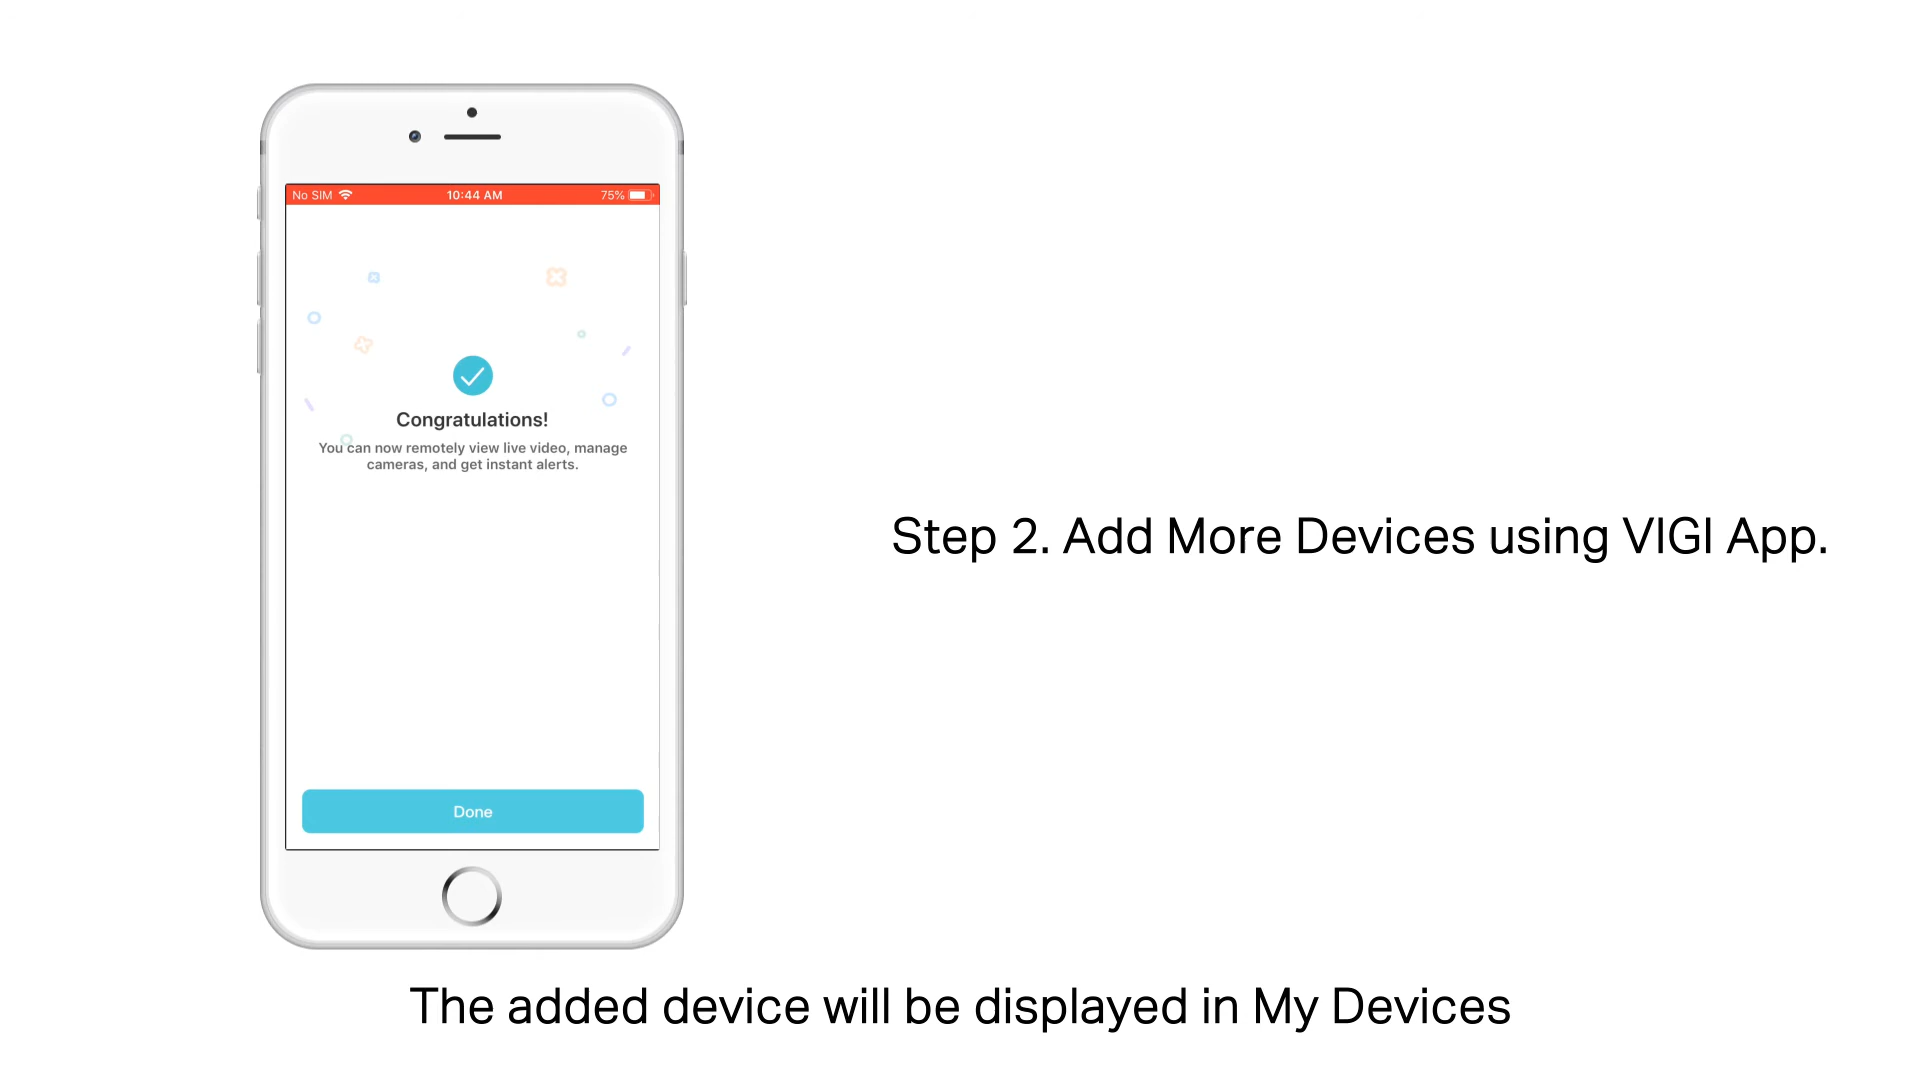 No SIM 10:44 AM 75%
Congratulations!
You can now remotely view live video, manage
cameras, and get instant alerts.
Done
Step 2. Add More Devices using VIGI App.
The added device will be displayed in My Devices